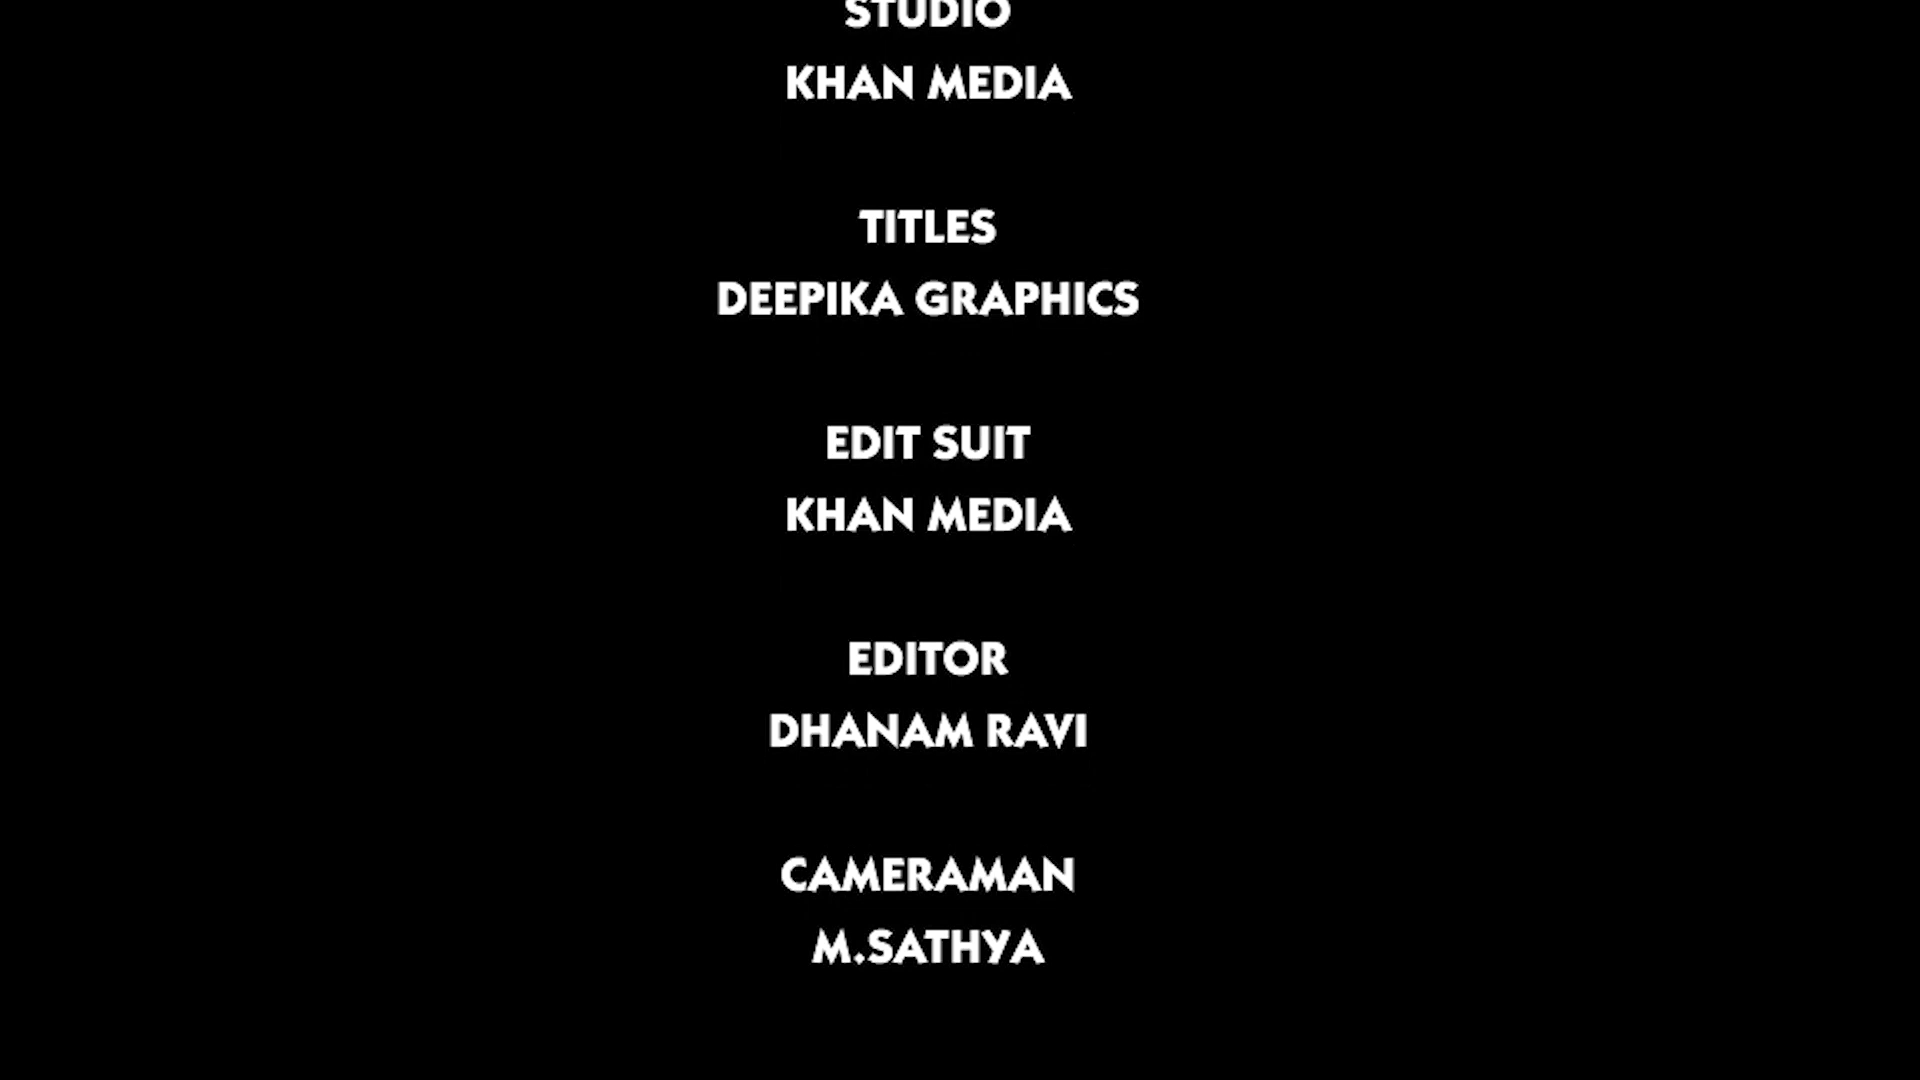 STUDIO
KHAN MEDIA
TITLES
DEEPIKA GRAPHICS
EDIT SUIT
KHAN MEDIA
EDITOR
DHANAM RAVI
CAMERAMAN
M.SATHYA